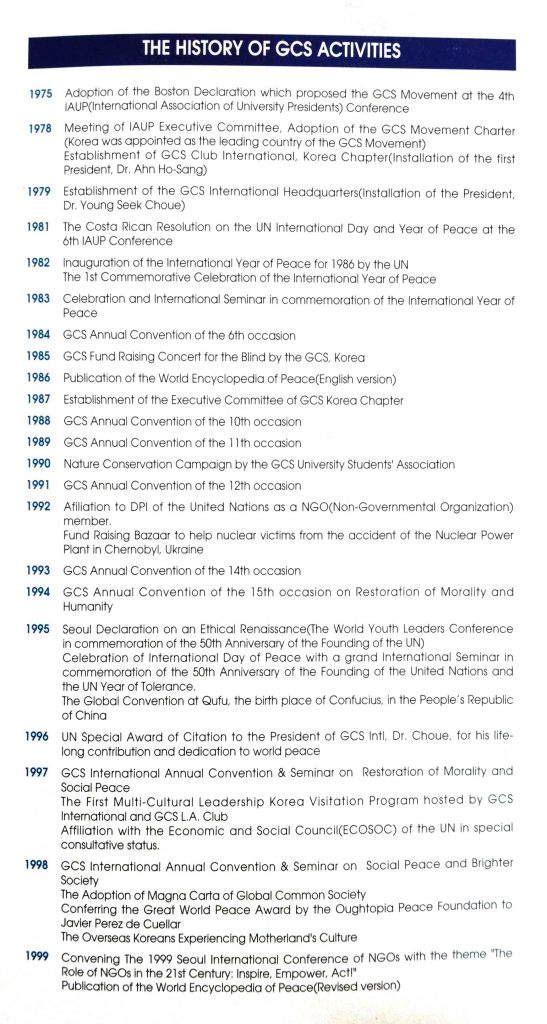 THE HISTORY OF GCS ACTIVITIES
1975 Adoption of the Boston Declaration which proposed the GCS Movement at the 4th
IAUP(International Association of University Presidents) Conference
1978 Meeting of IAUP Executive Committee, Adoption of the GCS Movement Charter
(Korea was appointed as the leading country of the GCS Movement)
Establishment of GCS Club International, Korea Chapter(Installation of the first
President, Dr. Ahn Ho-Sang)
1979 Establishment of the GCS International Headquarters(Installation of the President,
Dr. Young Seek Choue)
1981 The Costa Rican Resolution on the UN International Day and Year of Peace at the
6th IAUP Conference
1982 Inauguration of the International Year of Peace for 1986 by the UN
The 1st Commemorative Celebration of the International Year of Peace
1983 Celebration and International Seminar in commemoration of the International Year of
Peace
1984 GCS Annual Convention of the 6th occasion
1985 GCS Fund Raising Concert for the Blind by the GCS, Korea
1986 Publication of the World Encyclopedia of Peace(English version)
1987 Establishment of the Executive Committee of GCS Korea Chapter
1988 GCS Annual Convention of the 10th occasion
1989 GCS Annual Convention of the 11th occasion
1990 Nature Conservation Campaign by the GCS University Students' Association
1991 GCS Annual Convention of the 12th occasion
1992 Afiliation to DPI of the United Nations as a NGO(Non-Governmental Organization)
member.
Fund Raising Bazaar to help nuclear victims from the accident of the Nuclear Power
Plant in Chernobyl, Ukraine
1993 GCS Annual Convention of the 14th occasion
1994 GCS Annual Convention of the 15th occasion on Restoration of Morality and
Humanity
1995 Seoul Declaration on an Ethical Renaissance(The World Youth Leaders Conference
in commemoration of the 50th Anniversary of the Founding of the UN)
Celebration of International Day of Peace with a grand International Seminar in
commemoration of the 50th Anniversary of the Founding of the United Nations and
the UN Year of Tolerance.
The Global Convention at Qufu, the birth place of Confucius, in the People's Republic
of China
1996 UN Special Award of Citation to the President of GCS Intl, Dr. Choue, for his life-
long contribution and dedication to world peace
1997 GCS International Annual Convention & Seminar on Restoration of Morality and
Social Peace
The First Multi-Cultural Leadership Korea Visitation Program hosted by GCS
International and GCS L.A. Club
Affiliation with the Economic and Social Council(ECOSOC) of the UN in special
consultative status.
1998 GCS International Annual Convention & Seminar on Social Peace and Brighter
Society
The Adoption of Magna Carta of Global Common Society
Conferring the Great World Peace Award by the Oughtopia Peace Foundation to
Javier Perez de Cuellar
The Overseas Koreans Experiencing Motherland's Culture
1999 Convening The 1999 Seoul International Conference of NGOs with the theme "The
Role of NGOs in the 21st Century: Inspire, Empower, Act!"
Publication of the World Encyclopedia of Peace(Revised version)